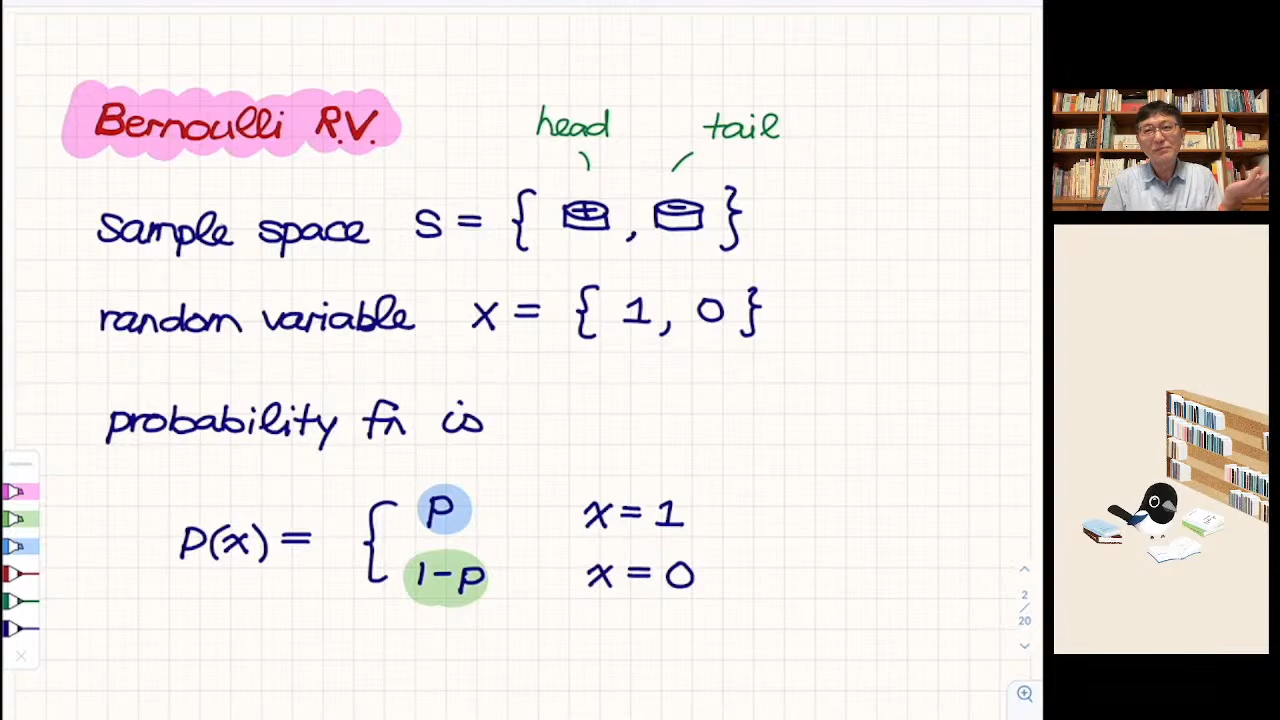 Bernoulli R.V.
head tail
sample space S = { ⊕ , ⊖ }
random variable x = { 1, 0 }
probability fn is
p(x) = { p x = 1
1-p x = 0
2
/
20